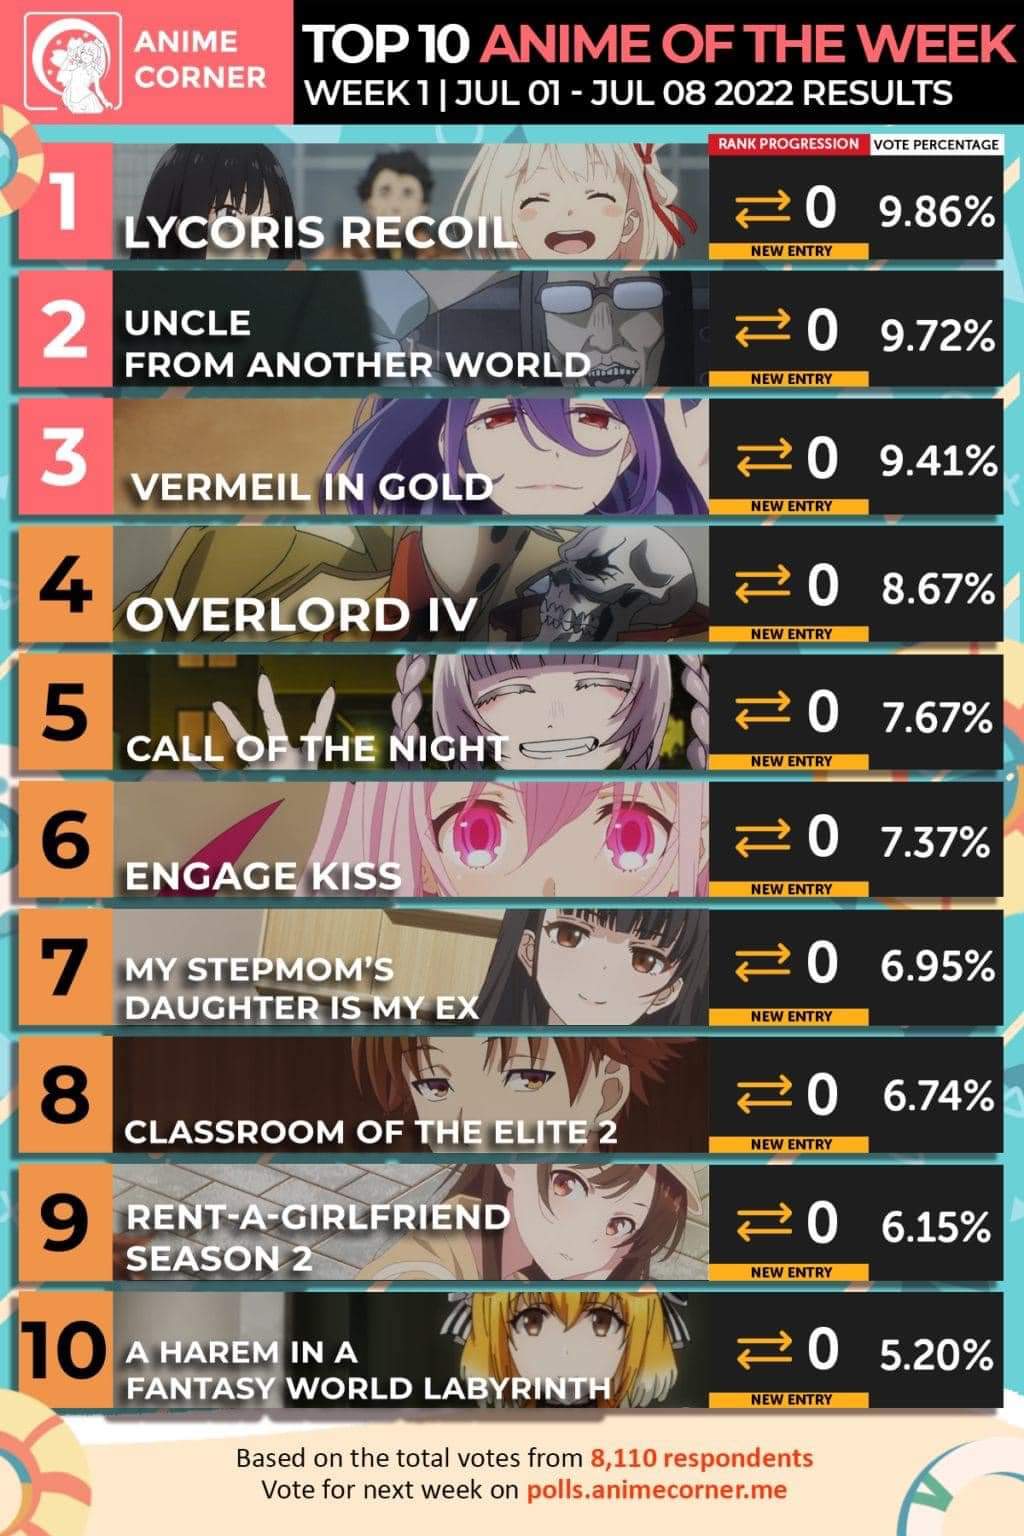 ANIME
CORNER
TOP 10 ANIME OF THE WEEK
WEEK 1 | JUL 01 - JUL 08 2022 RESULTS
RANK PROGRESSION VOTE PERCENTAGE
1 LYCORIS RECOIL 0 9.86%
NEW ENTRY
2 UNCLE
FROM ANOTHER WORLD 0 9.72%
NEW ENTRY
3 VERMEIL IN GOLD 0 9.41%
NEW ENTRY
4 OVERLORD IV 0 8.67%
NEW ENTRY
5 CALL OF THE NIGHT 0 7.67%
NEW ENTRY
6 ENGAGE KISS 0 7.37%
NEW ENTRY
7 MY STEPMOM'S
DAUGHTER IS MY EX 0 6.95%
NEW ENTRY
8 CLASSROOM OF THE ELITE 2 0 6.74%
NEW ENTRY
9 RENT-A-GIRLFRIEND
SEASON 2 0 6.15%
NEW ENTRY
10 A HAREM IN A
FANTASY WORLD LABYRINTH 0 5.20%
NEW ENTRY
Based on the total votes from 8,110 respondents
Vote for next week on polls.animecorner.me